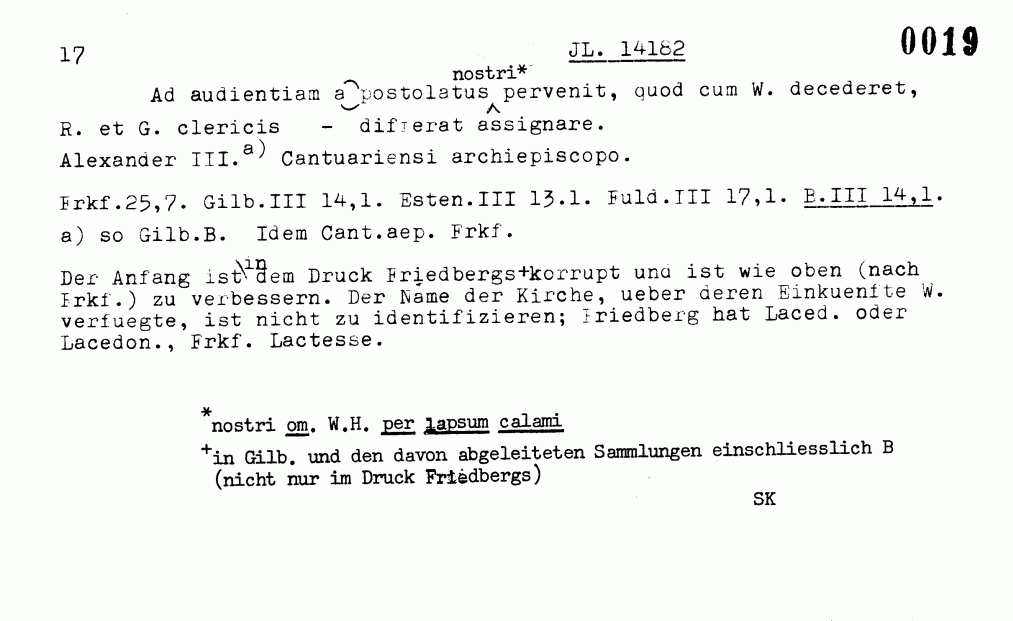 17 JL. 14182 0019
nostri*
Ad audientiam apostolatus pervenit, quod cum W. decederet,
R. et G. clericis - differat assignare.
Alexander III.a) Cantuariensi archiepiscopo.
Frkf.25,7. Gilb.III 14,1. Esten.III 13.1. Fuld.III 17,1. B.III 14,1.
a) so Gilb.B. Idem Cant.aep. Frkf.
Der Anfang ist in dem Druck Friedbergs+korrupt und ist wie oben (nach
Frkf.) zu verbessern. Der Name der Kirche, ueber deren Einkuenfte W.
verfuegte, ist nicht zu identifizieren; Friedberg hat Laced. oder
Lacedon., Frkf. Lactesse.
*nostri om. W.H. per lapsum calami
+in Gilb. und den davon abgeleiteten Sammlungen einschliesslich B
(nicht nur im Druck Friedbergs)
SK